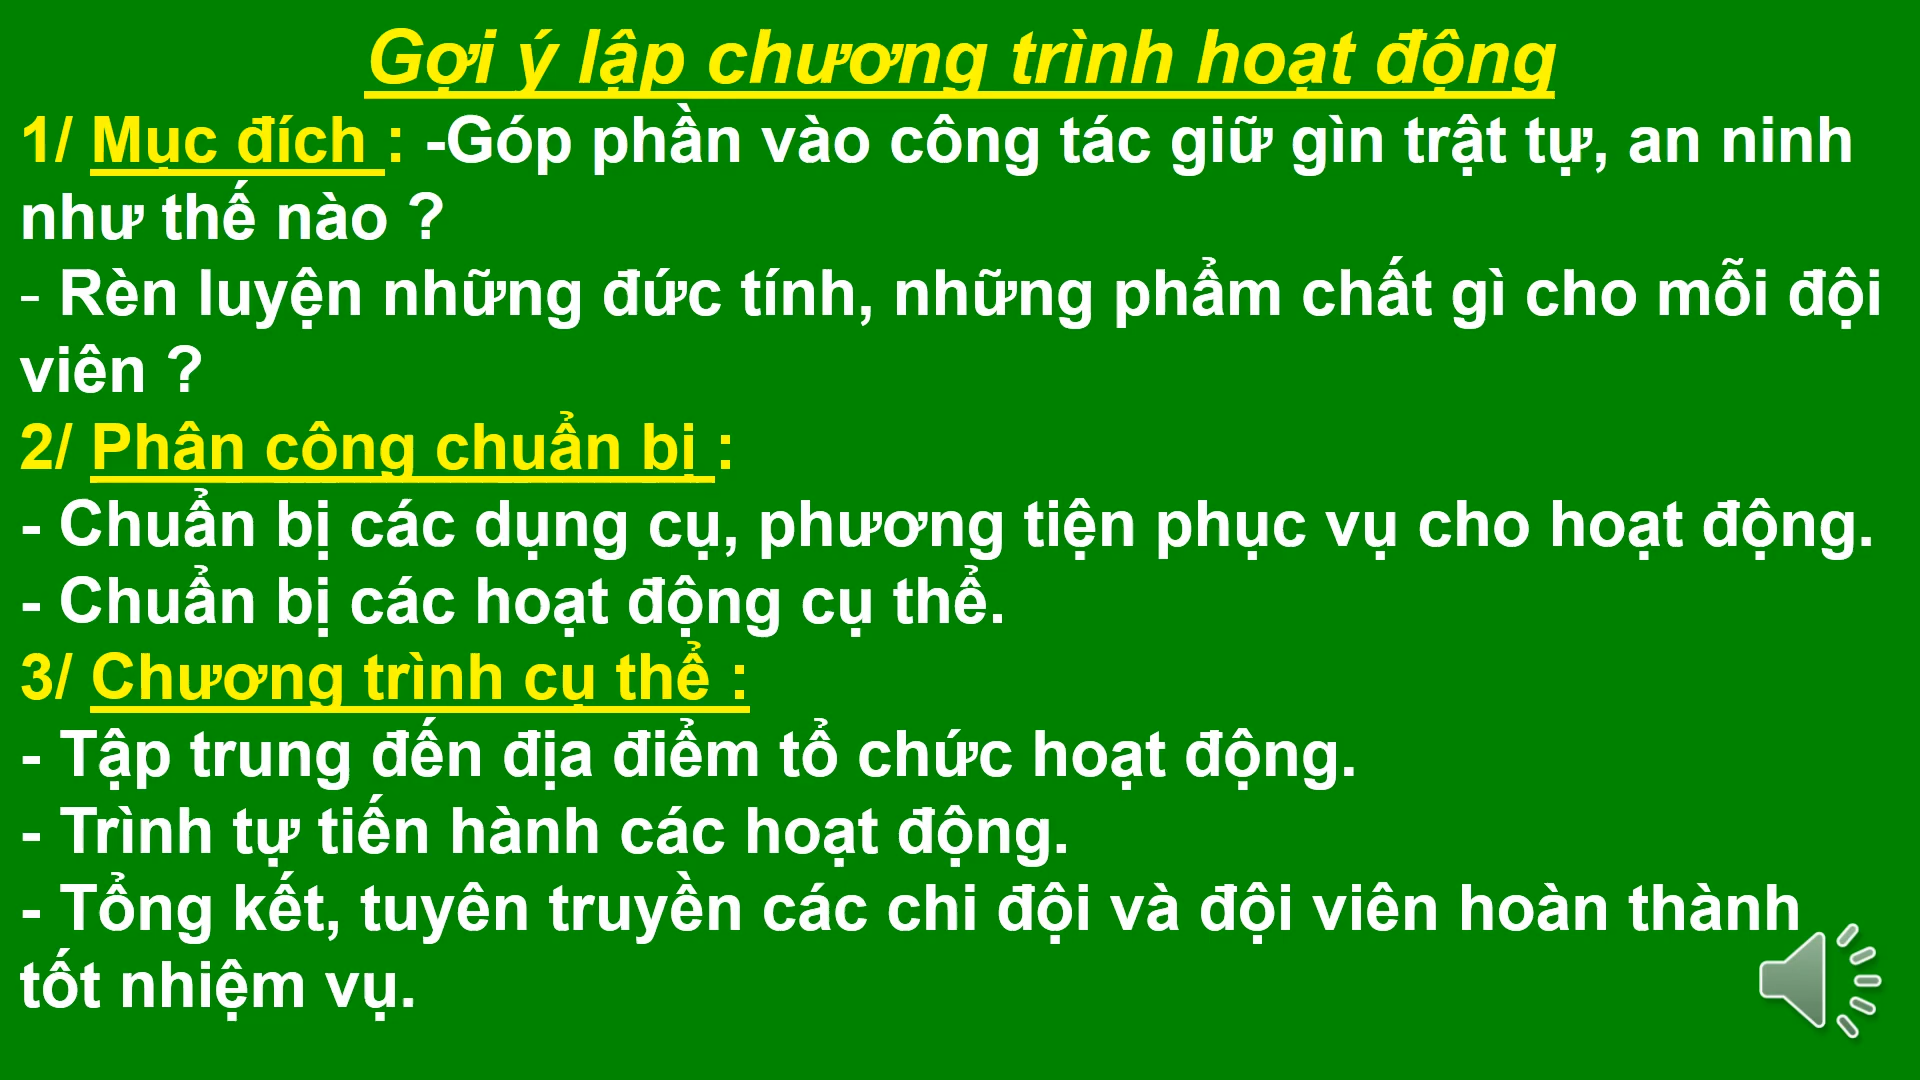 Gợi ý lập chương trình hoạt động
1/ Mục đích : -Góp phần vào công tác giữ gìn trật tự, an ninh
như thế nào ?
- Rèn luyện những đức tính, những phẩm chất gì cho mỗi đội
viên ?
2/ Phân công chuẩn bị :
- Chuẩn bị các dụng cụ, phương tiện phục vụ cho hoạt động.
- Chuẩn bị các hoạt động cụ thể.
3/ Chương trình cụ thể :
- Tập trung đến địa điểm tổ chức hoạt động.
- Trình tự tiến hành các hoạt động.
- Tổng kết, tuyên truyền các chi đội và đội viên hoàn thành
tốt nhiệm vụ.